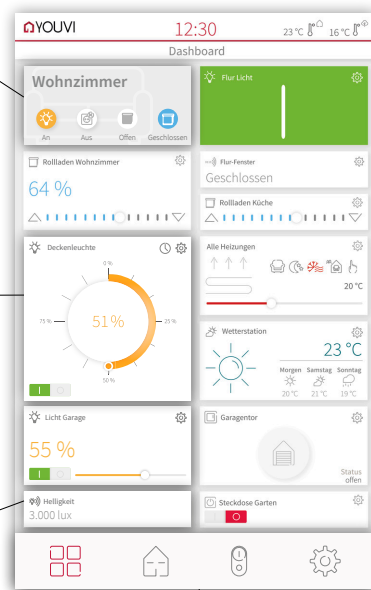 YOUVI
12:30
23 °C 16 °C
Dashboard
Wohnzimmer
An Aus Offen Geschlossen
Flur Licht
Rollladen Wohnzimmer
64 %
Flur-Fenster
Geschlossen
Rollladen Küche
Deckenleuchte
0 %
75 %
51%
25 %
50 %
Alle Heizungen
20 °C
Wetterstation
23 °C
Morgen Samstag Sonntag
20 °C 21 °C 19 °C
Licht Garage
55 %
Garagentor
Status
offen
Helligkeit
3.000 lux
Steckdose Garten